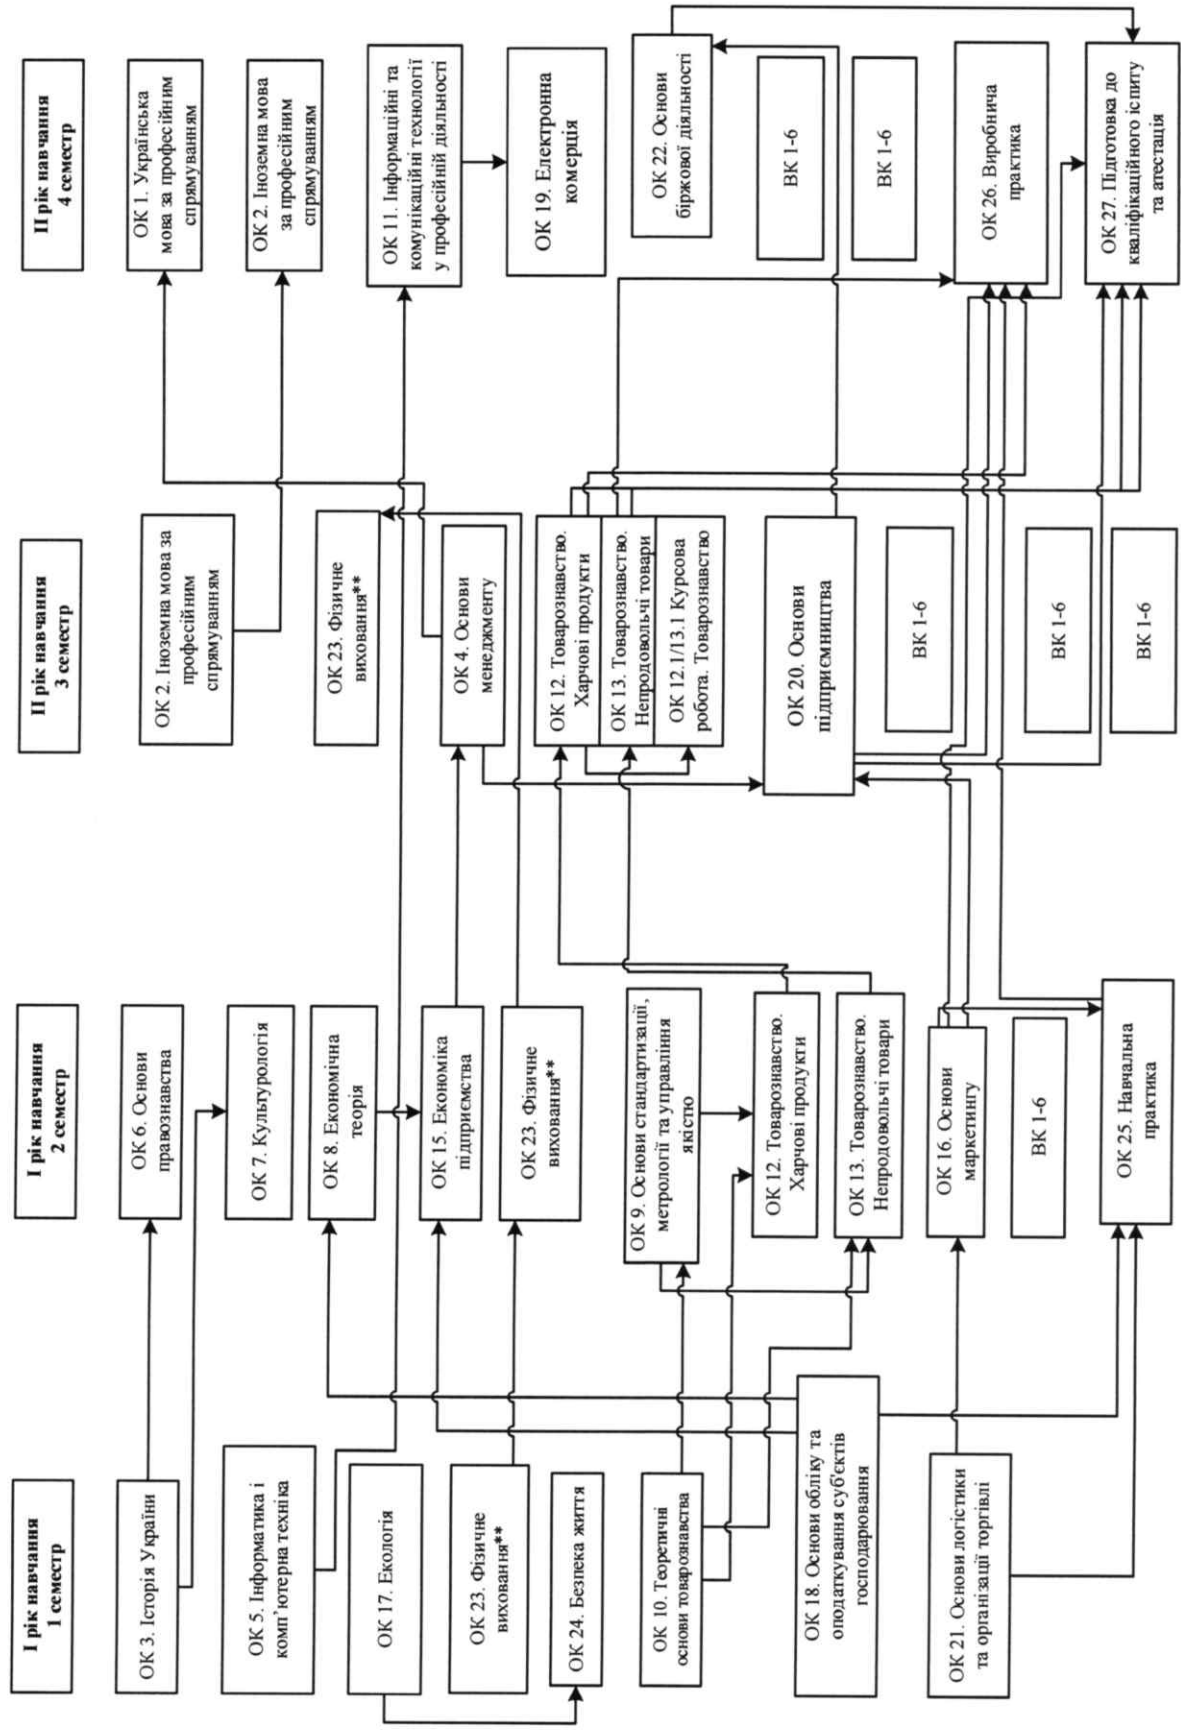 І рік навчання
1 семестр
ОК 3. Історія України
ОК 5. Інформатика і
комп'ютерна техніка
ОК 17. Екологія
ОК 23. Фізичне
виховання**
ОК 24. Безпека життя
ОК 10. Теоретичні
основи товарознавства
ОК 18. Основи обліку та
оподаткування суб'єктів
господарювання
ОК 21. Основи логістики
та організації торгівлі
І рік навчання
2 семестр
ОК 6. Основи
правознавства
ОК 7. Культурологія
ОК 8. Економічна
теорія
ОК 15. Економіка
підприємства
ОК 23. Фізичне
виховання**
ОК 9. Основи стандартизації,
метрології та управління
якістю
ОК 12. Товарознавство.
Харчові продукти
ОК 13. Товарознавство.
Непродовольчі товари
ОК 16. Основи
маркетингу
ВК 1-6
ОК 25. Навчальна
практика
ІІ рік навчання
3 семестр
ОК 2. Іноземна мова за
професійним
спрямуванням
ОК 23. Фізичне
виховання**
ОК 4. Основи
менеджменту
ОК 12. Товарознавство.
Харчові продукти
ОК 13. Товарознавство.
Непродовольчі товари
ОК 12.1/13.1 Курсова
робота. Товарознавство
ОК 20. Основи
підприємництва
ВК 1-6
ВК 1-6
ВК 1-6
ІІ рік навчання
4 семестр
ОК 1. Українська
мова за професійним
спрямуванням
ОК 2. Іноземна мова
за професійним
спрямуванням
ОК 11. Інформаційні та
комунікаційні технології
у професійній діяльності
ОК 19. Електронна
комерція
ОК 22. Основи
біржової діяльності
ВК 1-6
ВК 1-6
ОК 26. Виробнича
практика
ОК 27. Підготовка до
кваліфікаційного іспиту
та атестація